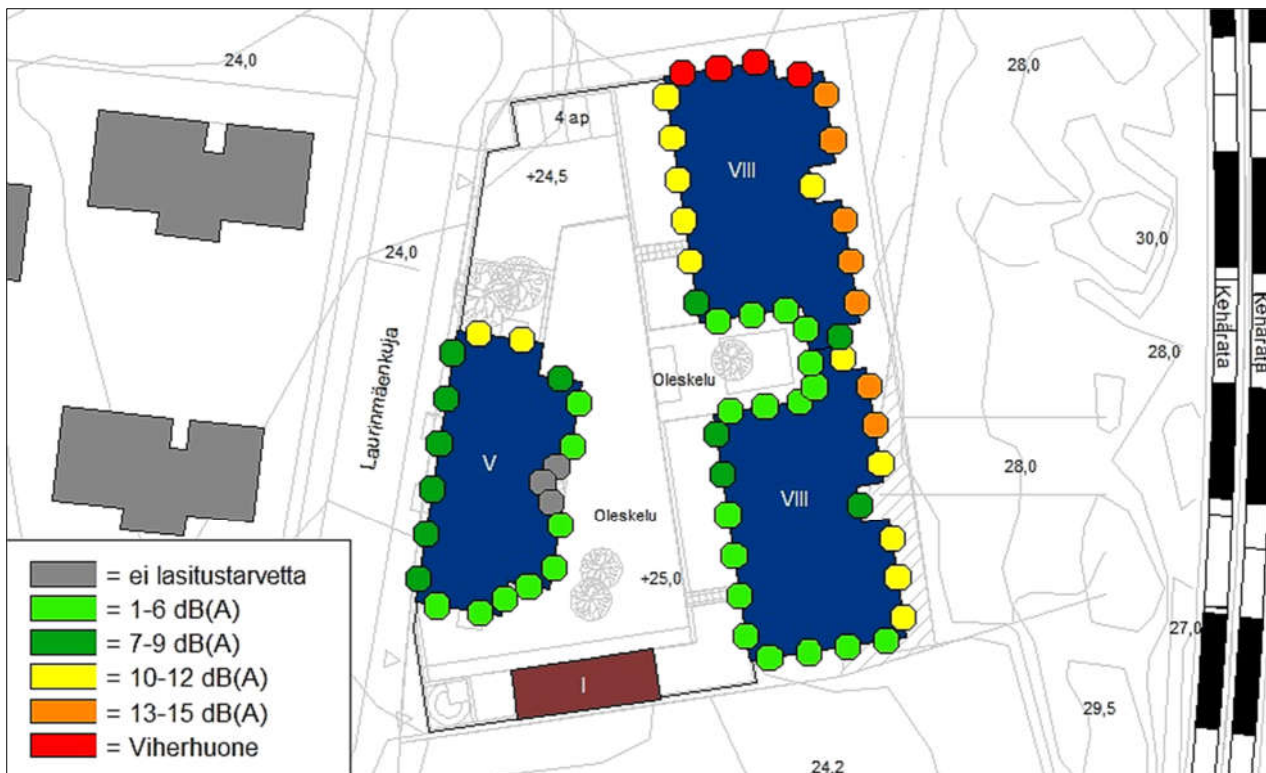 24,0
28,0
4 ap
VIII
+24,5
30,0
24,0
Kehärata
Kehärata
Laurinmäenkuja
28,0
Oleskelu
V
28,0
VIII
Oleskelu
+25,0
= ei lasitustarvetta
= 1-6 dB(A)
= 7-9 dB(A)
= 10-12 dB(A)
= 13-15 dB(A)
= Viherhuone
27,0
I
29,5
24,2